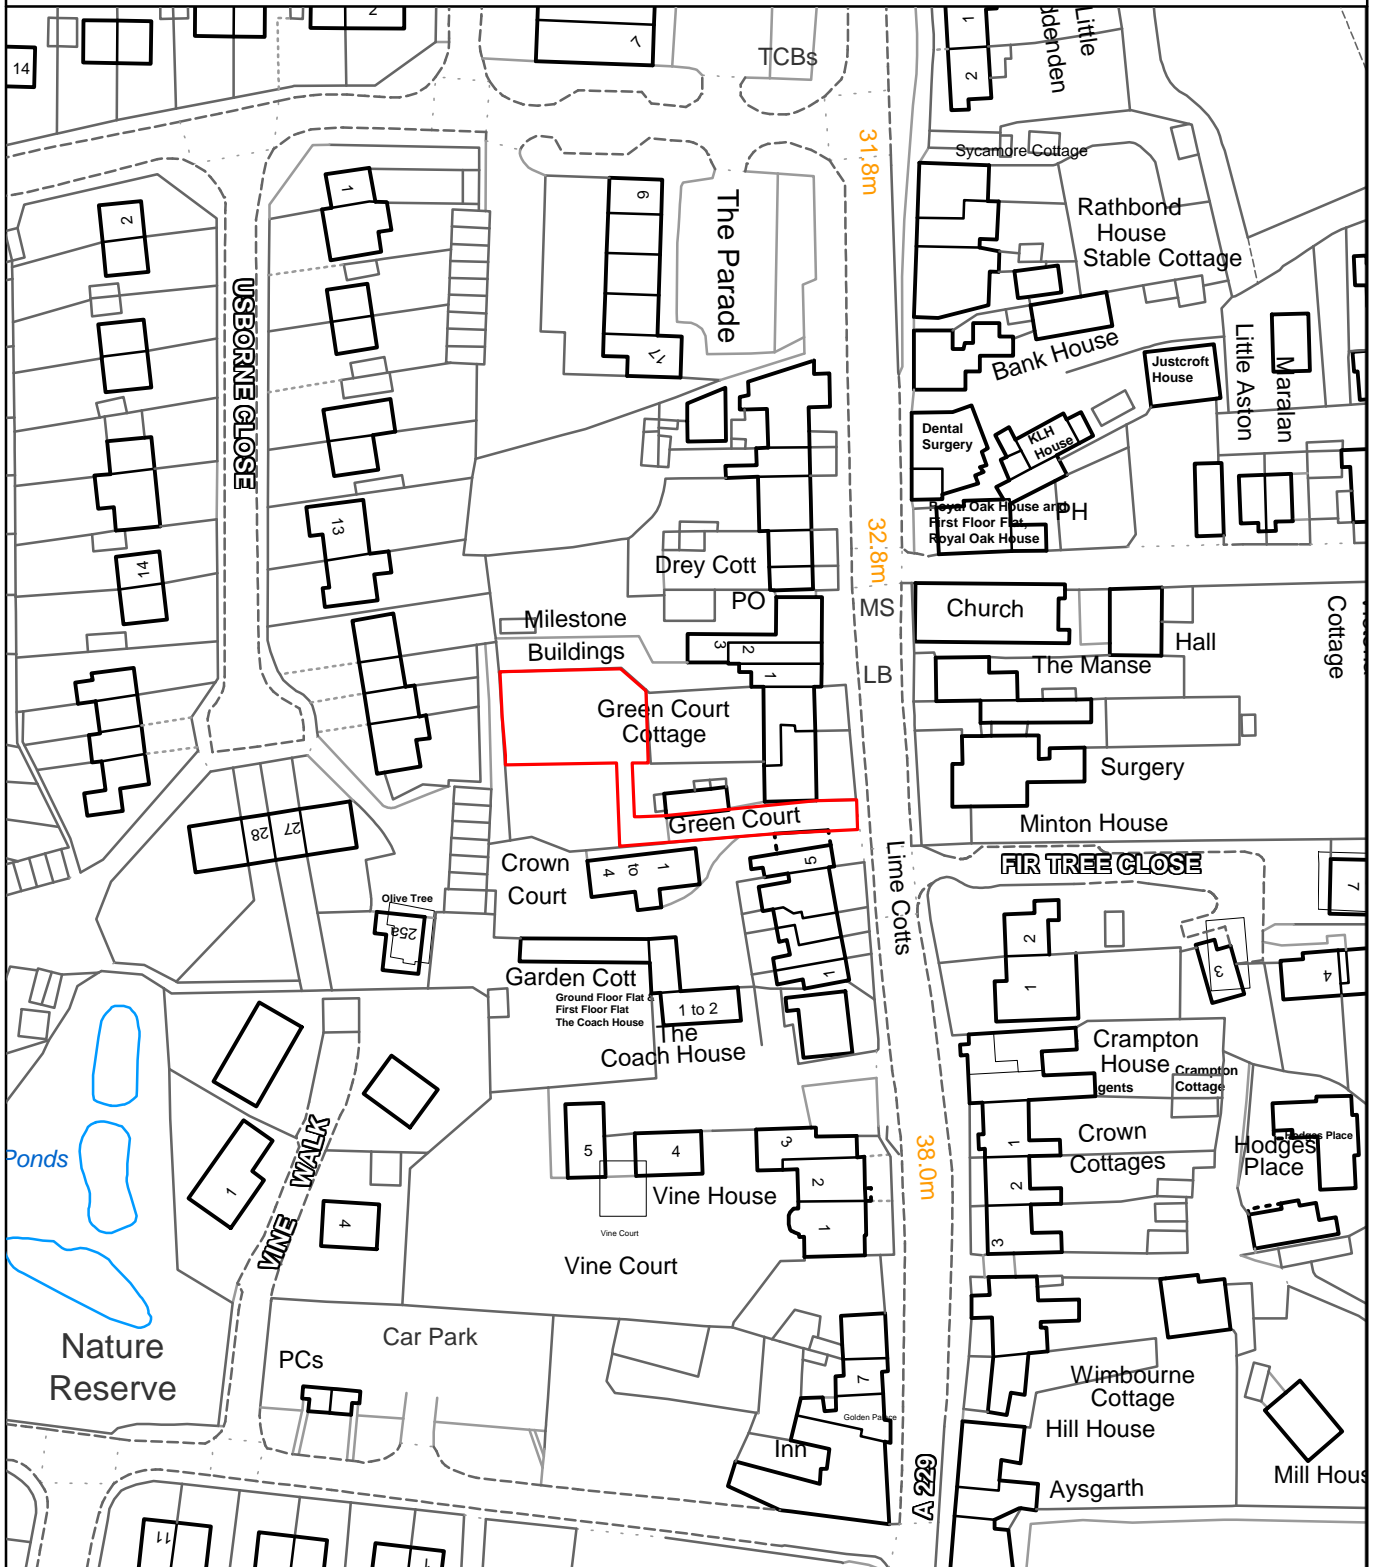 2
14
7
TCBs
1
2
Little
31.8m
Sycamore Cottage
1
2
6
The Parade
Rathbond
House
Stable Cottage
USBORNE CLOSE
17
Bank House
Justcroft
House
Little Aston
Maralan
Dental
Surgery
KLH
House
13
14
Royal Oak House and
First Floor Flat,
Royal Oak House
PH
32.8m
Drey Cott
PO
MS
Church
Hall
Cottage
Milestone
Buildings
3
2
1
LB
The Manse
Green Court
Cottage
Surgery
Green Court
Minton House
28
27
Crown
Court
4
to
1
5
Lime Cotts
FIR TREE CLOSE
7
Olive Tree
25a
2
1
3
4
Garden Cott
Ground Floor Flat &
First Floor Flat
The Coach House
1 to 2
The
Coach House
1
Crampton
House
Crampton
Cottage
gents
Ponds
VINE WALK
1
4
5
4
3
2
1
Vine House
Vine Court
Vine Court
38.0m
1
2
3
Crown
Cottages
Hodges
Place
Hodges Place
Nature
Reserve
Car Park
PCs
7
Golden Palace
Inn
Wimbourne
Cottage
Hill House
Aysgarth
A 229
11